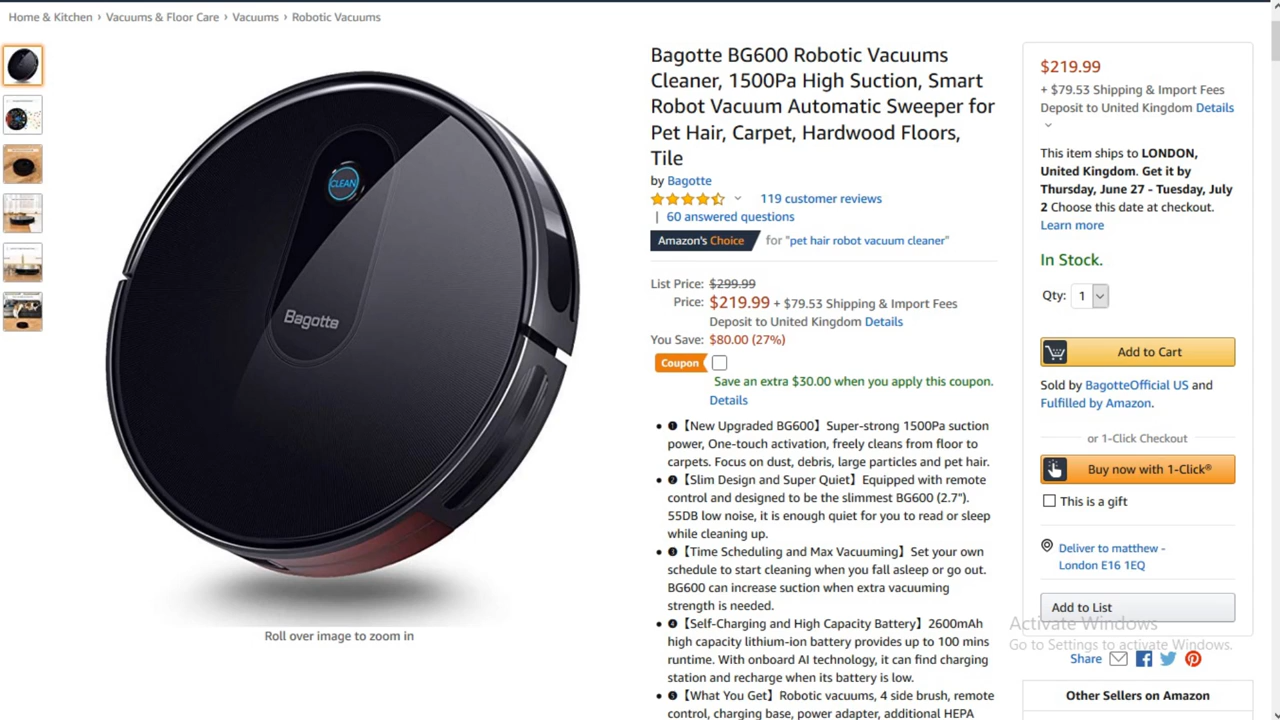 Home & Kitchen › Vacuums & Floor Care › Vacuums › Robotic Vacuums
CLEAN
Bagotte
Roll over image to zoom in
Bagotte BG600 Robotic Vacuums
Cleaner, 1500Pa High Suction, Smart
Robot Vacuum Automatic Sweeper for
Pet Hair, Carpet, Hardwood Floors,
Tile
by Bagotte
119 customer reviews
| 60 answered questions
Amazon's Choice for "pet hair robot vacuum cleaner"
List Price: $299.99
Price: $219.99 + $79.53 Shipping & Import Fees
Deposit to United Kingdom Details
You Save: $80.00 (27%)
Coupon
Save an extra $30.00 when you apply this coupon.
Details
• ❶【New Upgraded BG600】Super-strong 1500Pa suction
power, One-touch activation, freely cleans from floor to
carpets. Focus on dust, debris, large particles and pet hair.
• ❷【Slim Design and Super Quiet】Equipped with remote
control and designed to be the slimmest BG600 (2.7").
55DB low noise, it is enough quiet for you to read or sleep
while cleaning up.
• ❸【Time Scheduling and Max Vacuuming】Set your own
schedule to start cleaning when you fall asleep or go out.
BG600 can increase suction when extra vacuuming
strength is needed.
• ❹【Self-Charging and High Capacity Battery】2600mAh
high capacity lithium-ion battery provides up to 100 mins
runtime. With onboard AI technology, it can find charging
station and recharge when its battery is low.
• ❺【What You Get】Robotic vacuums, 4 side brush, remote
control, charging base, power adapter, additional HEPA
$219.99
+ $79.53 Shipping & Import Fees
Deposit to United Kingdom Details
This item ships to LONDON,
United Kingdom. Get it by
Thursday, June 27 - Tuesday, July
2 Choose this date at checkout.
Learn more
In Stock.
Qty: 1
Add to Cart
Sold by BagotteOfficial US and
Fulfilled by Amazon.
or 1-Click Checkout
Buy now with 1-Click®
This is a gift
Deliver to matthew -
London E16 1EQ
Add to List
Activate Windows
Go to Settings to activate Windows.
Share
Other Sellers on Amazon